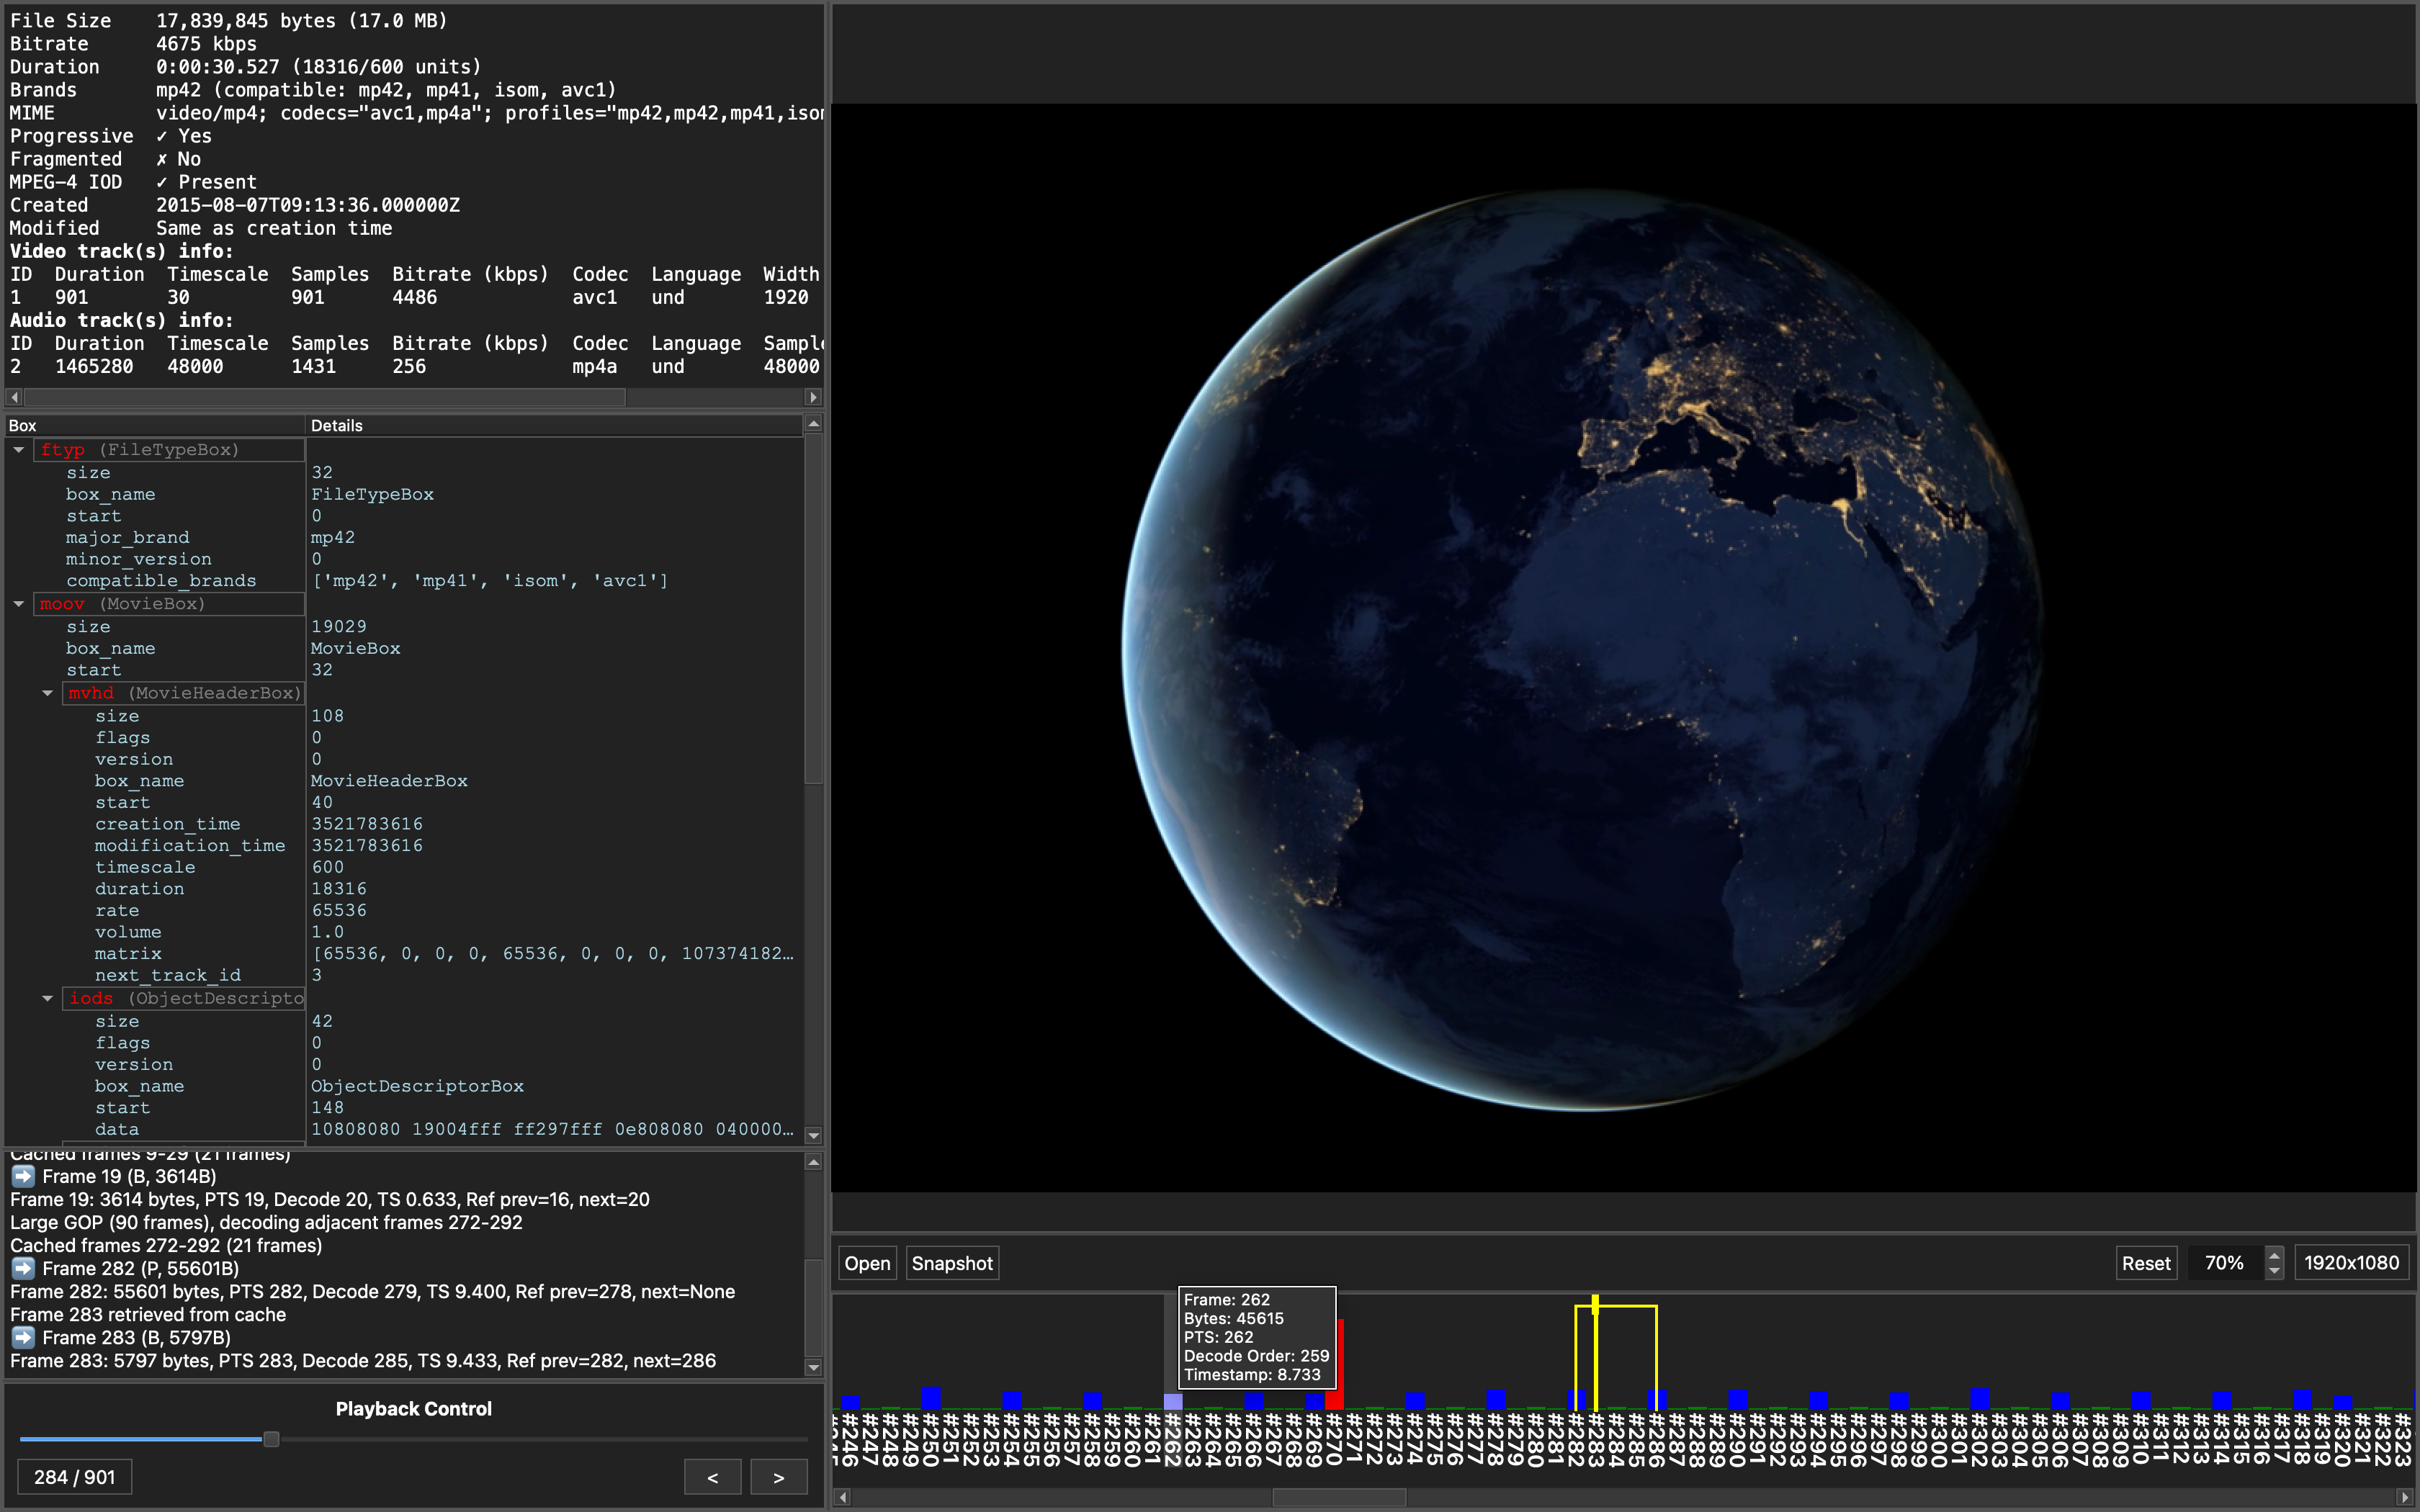 File Size 17,839,845 bytes (17.0 MB)
Bitrate 4675 kbps
Duration 0:00:30.527 (18316/600 units)
Brands mp42 (compatible: mp42, mp41, isom, avc1)
MIME video/mp4; codecs="avc1,mp4a"; profiles="mp42,mp42,mp41,isom
Progressive ✓ Yes
Fragmented ✗ No
MPEG-4 IOD ✓ Present
Created 2015-08-07T09:13:36.000000Z
Modified Same as creation time
Video track(s) info:
ID Duration Timescale Samples Bitrate (kbps) Codec Language Width
1 901 30 901 4486 avc1 und 1920
Audio track(s) info:
ID Duration Timescale Samples Bitrate (kbps) Codec Language Sample
2 1465280 48000 1431 256 mp4a und 48000
Box Details
ftyp (FileTypeBox)
size 32
box_name FileTypeBox
start 0
major_brand mp42
minor_version 0
compatible_brands ['mp42', 'mp41', 'isom', 'avc1']
moov (MovieBox)
size 19029
box_name MovieBox
start 32
mvhd (MovieHeaderBox)
size 108
flags 0
version 0
box_name MovieHeaderBox
start 40
creation_time 3521783616
modification_time 3521783616
timescale 600
duration 18316
rate 65536
volume 1.0
matrix [65536, 0, 0, 0, 65536, 0, 0, 0, 107374182…
next_track_id 3
iods (ObjectDescripto
size 42
flags 0
version 0
box_name ObjectDescriptorBox
start 148
data 10808080 19004fff ff297fff 0e808080 040000…
Cached frames 9-29 (21 frames)
➡ Frame 19 (B, 3614B)
Frame 19: 3614 bytes, PTS 19, Decode 20, TS 0.633, Ref prev=16, next=20
Large GOP (90 frames), decoding adjacent frames 272-292
Cached frames 272-292 (21 frames)
➡ Frame 282 (P, 55601B)
Frame 282: 55601 bytes, PTS 282, Decode 279, TS 9.400, Ref prev=278, next=None
Frame 283 retrieved from cache
➡ Frame 283 (B, 5797B)
Frame 283: 5797 bytes, PTS 283, Decode 285, TS 9.433, Ref prev=282, next=286
Playback Control
284 / 901 < >
Open Snapshot Reset 70% 1920x1080
Frame: 262
Bytes: 45615
PTS: 262
Decode Order: 259
Timestamp: 8.733
#246 #247 #248 #249 #250 #251 #252 #253 #254 #255 #256 #257 #258 #259 #260 #261 #262 #263 #264 #265 #266 #267 #268 #269 #270 #271 #272 #273 #274 #275 #276 #277 #278 #279 #280 #281 #282 #283 #284 #285 #286 #287 #288 #289 #290 #291 #292 #293 #294 #295 #296 #297 #298 #299 #300 #301 #302 #303 #304 #305 #306 #307 #308 #309 #310 #311 #312 #313 #314 #315 #316 #317 #318 #319 #320 #321 #322 #323